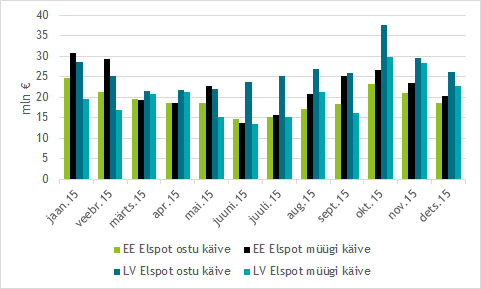 40
35
30
25
20
15
10
5
0
mln €
jaan.15
veebr.15
märts.15
apr.15
mai.15
juuni.15
juuli.15
aug.15
sept.15
okt.15
nov.15
dets.15
EE Elspot ostu käive
EE Elspot müügi käive
LV Elspot ostu käive
LV Elspot müügi käive